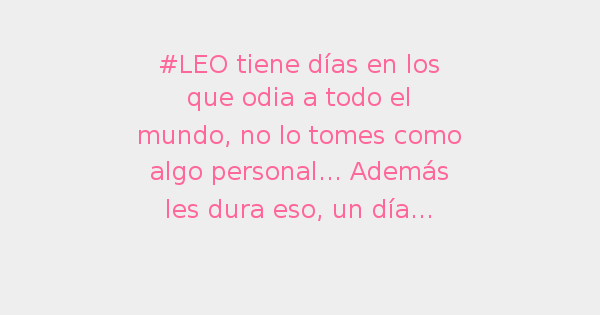 #LEO tiene días en los
que odia a todo el
mundo, no lo tomes como
algo personal... Además
les dura eso, un día...